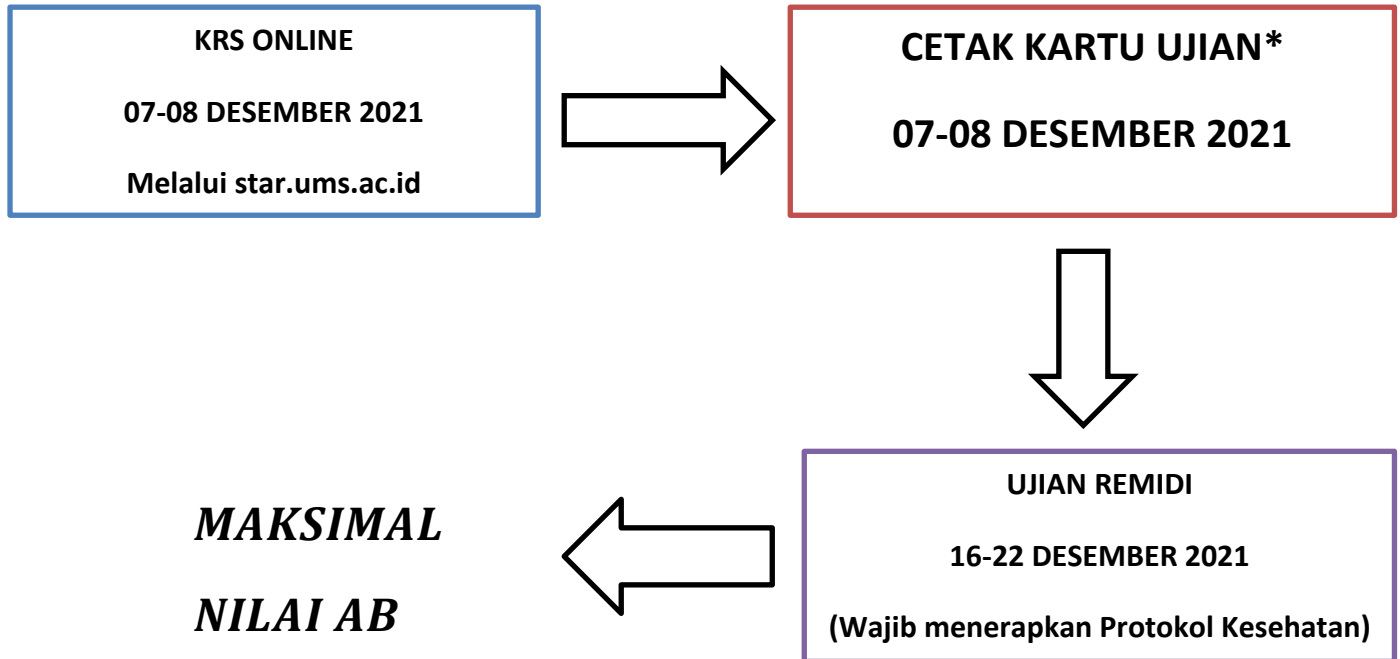 KRS ONLINE
07-08 DESEMBER 2021
Melalui star.ums.ac.id
CETAK KARTU UJIAN*
07-08 DESEMBER 2021
UJIAN REMIDI
16-22 DESEMBER 2021
(Wajib menerapkan Protokol Kesehatan)
MAKSIMAL
NILAI AB